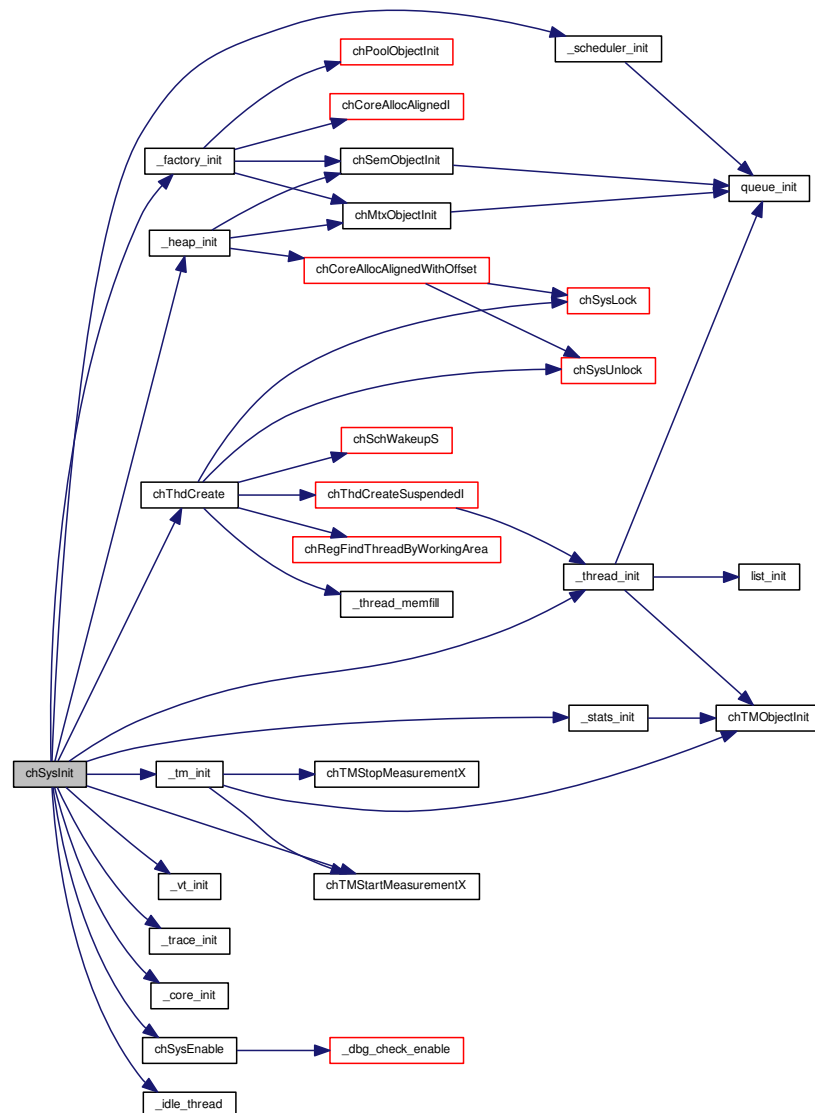 _scheduler_init
chPoolObjectInit
chCoreAllocAlignedI
_factory_init
chSemObjectInit
queue_init
chMtxObjectInit
_heap_init
chCoreAllocAlignedWithOffset
chSysLock
chSysUnlock
chSchWakeupS
chThdCreate
chThdCreateSuspendedI
chRegFindThreadByWorkingArea
_thread_init
list_init
_thread_memfill
_stats_init
chTMObjectInit
chSysInit
_tm_init
chTMStopMeasurementX
_vt_init
chTMStartMeasurementX
_trace_init
_core_init
chSysEnable
_dbg_check_enable
_idle_thread